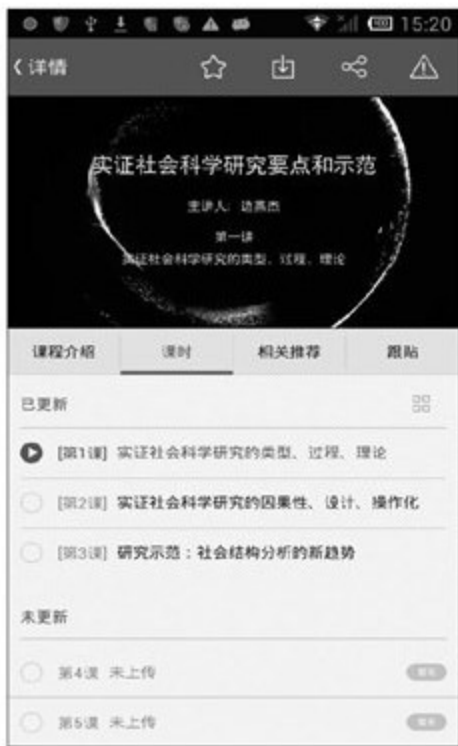 15:20
详情
实证社会科学研究要点和示范
主讲人: 边燕杰
第一讲
实证社会科学研究的类型、过程、理论
课程介绍 课时 相关推荐 跟贴
已更新
[第1课] 实证社会科学研究的类型、过程、理论
[第2课] 实证社会科学研究的因果性、设计、操作化
[第3课] 研究示范：社会结构分析的新趋势
未更新
第4课 未上传
第5课 未上传